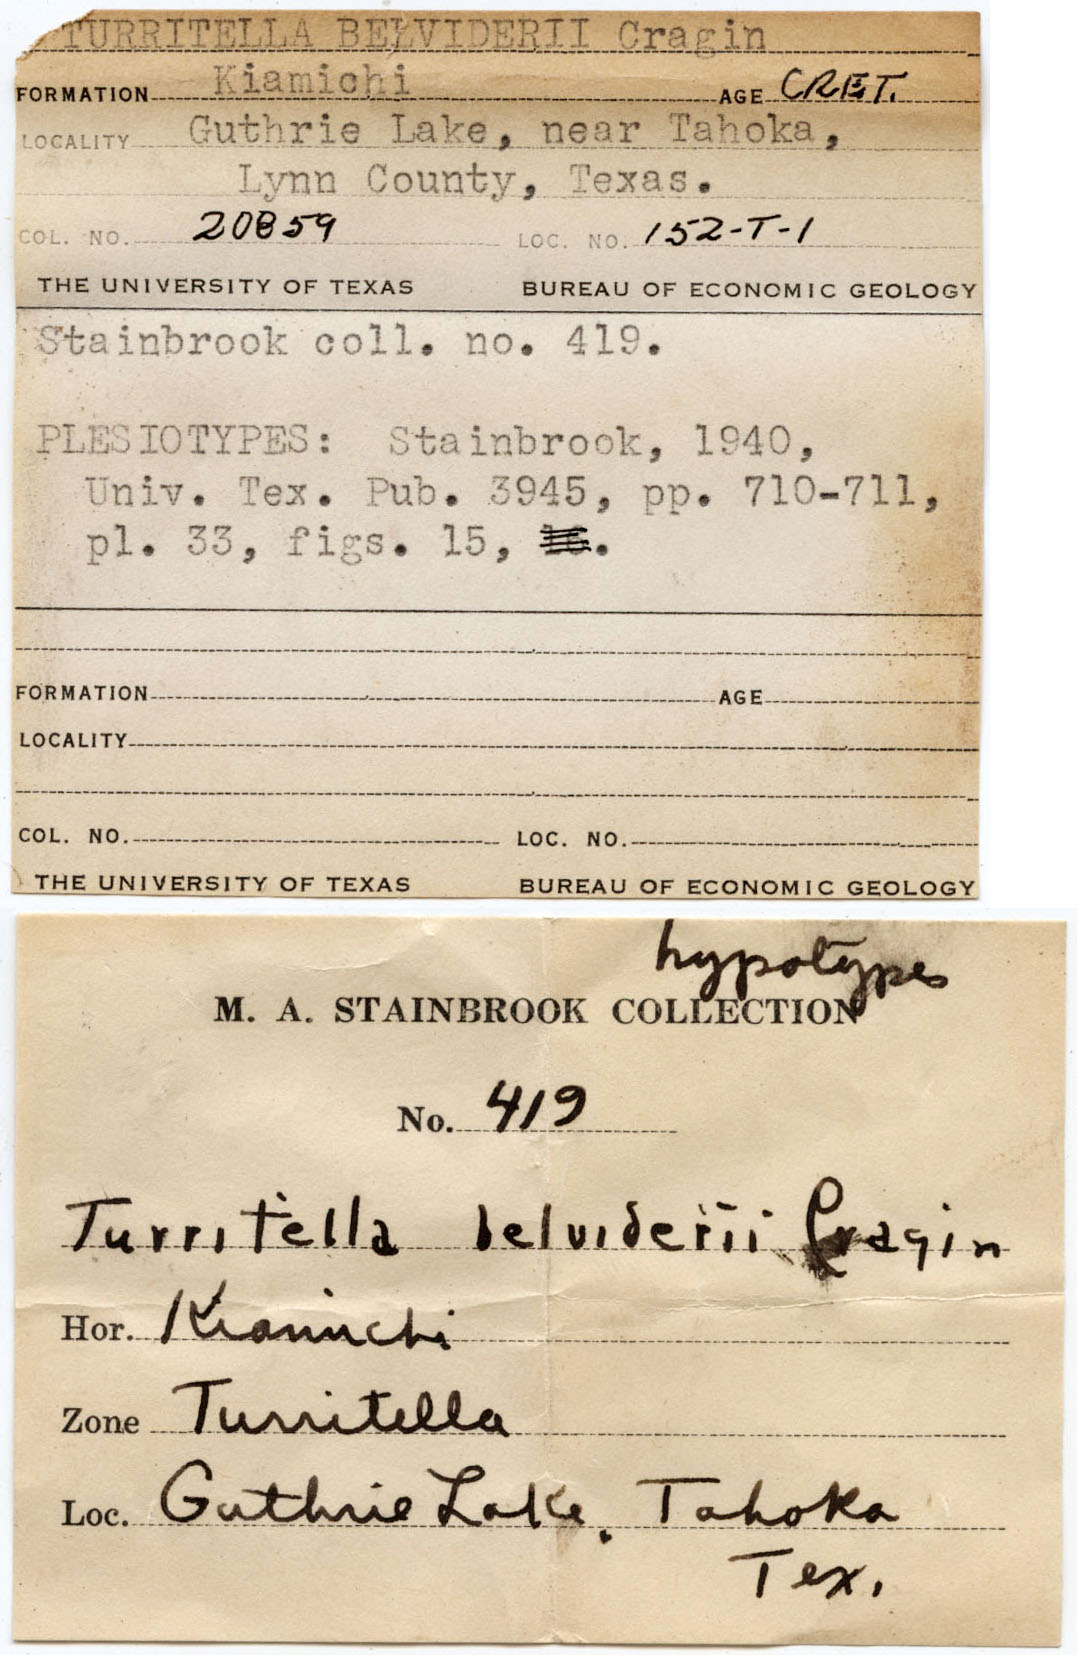 TURRITELLA BELVIDERII Cragin
FORMATION Kiamichi AGE CRET.
LOCALITY Guthrie Lake, near Tahoka,
Lynn County, Texas.
COL. NO. 20859 LOC. NO. 152-T-1
THE UNIVERSITY OF TEXAS BUREAU OF ECONOMIC GEOLOGY
Stainbrook coll. no. 419.
PLESIOTYPES: Stainbrook, 1940,
Univ. Tex. Pub. 3945, pp. 710-711,
pl. 33, figs. 15, .
FORMATION AGE
LOCALITY
COL. NO. LOC. NO.
THE UNIVERSITY OF TEXAS BUREAU OF ECONOMIC GEOLOGY
hypotypes
M. A. STAINBROOK COLLECTION
No. 419
Turritella belviderii Cragin
Hor. Kiamichi
Zone Turritella
Loc. Guthrie Lake, Tahoka
Tex.